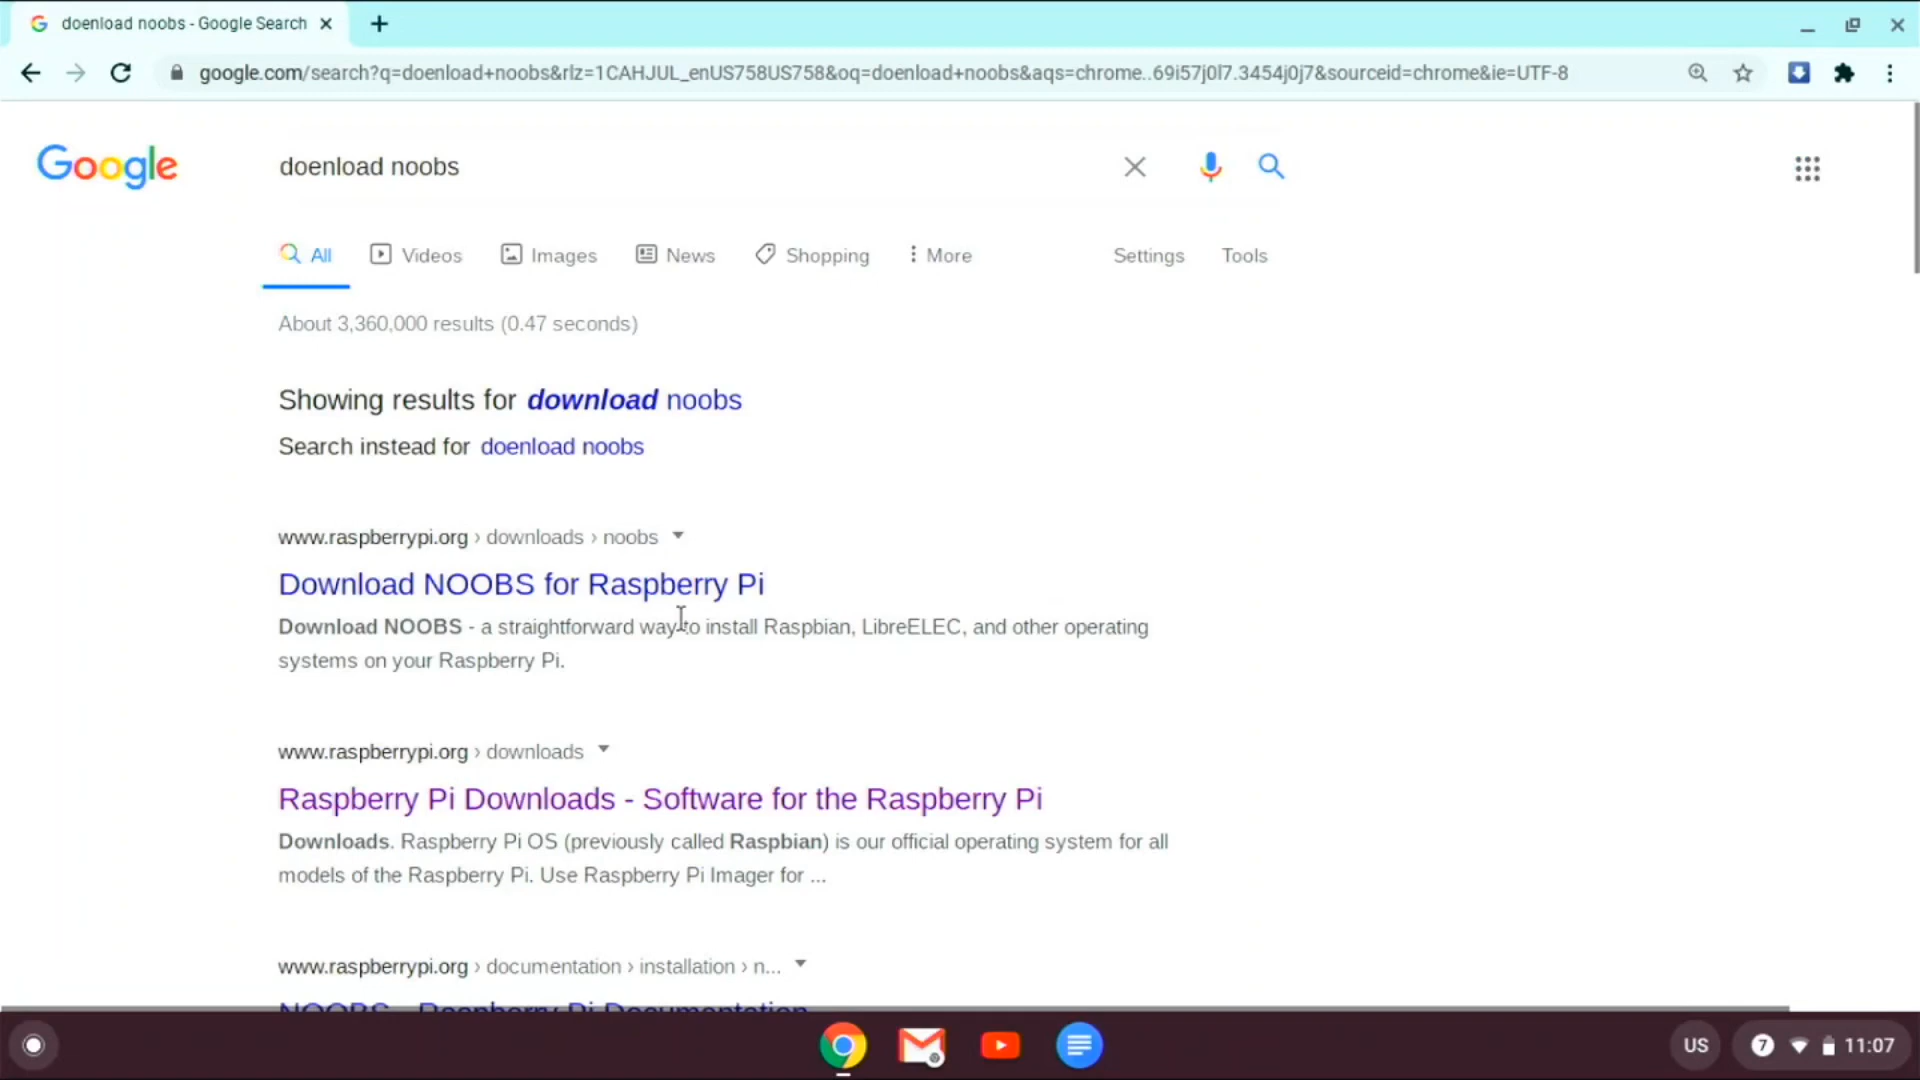 doenload noobs - Google Search
google.com/search?q=doenload+noobs&rlz=1CAHJUL_enUS758US758&oq=doenload+noobs&aqs=chrome..69i57j0l7.3454j0j7&sourceid=chrome&ie=UTF-8
Google
doenload noobs
All Videos Images News Shopping More Settings Tools
About 3,360,000 results (0.47 seconds)
Showing results for download noobs
Search instead for doenload noobs
www.raspberrypi.org › downloads › noobs
Download NOOBS for Raspberry Pi
Download NOOBS - a straightforward way to install Raspbian, LibreELEC, and other operating
systems on your Raspberry Pi.
www.raspberrypi.org › downloads
Raspberry Pi Downloads - Software for the Raspberry Pi
Downloads. Raspberry Pi OS (previously called Raspbian) is our official operating system for all
models of the Raspberry Pi. Use Raspberry Pi Imager for ...
www.raspberrypi.org › documentation › installation › n...
NOOBS - Raspberry Pi Documentation
US 7 11:07